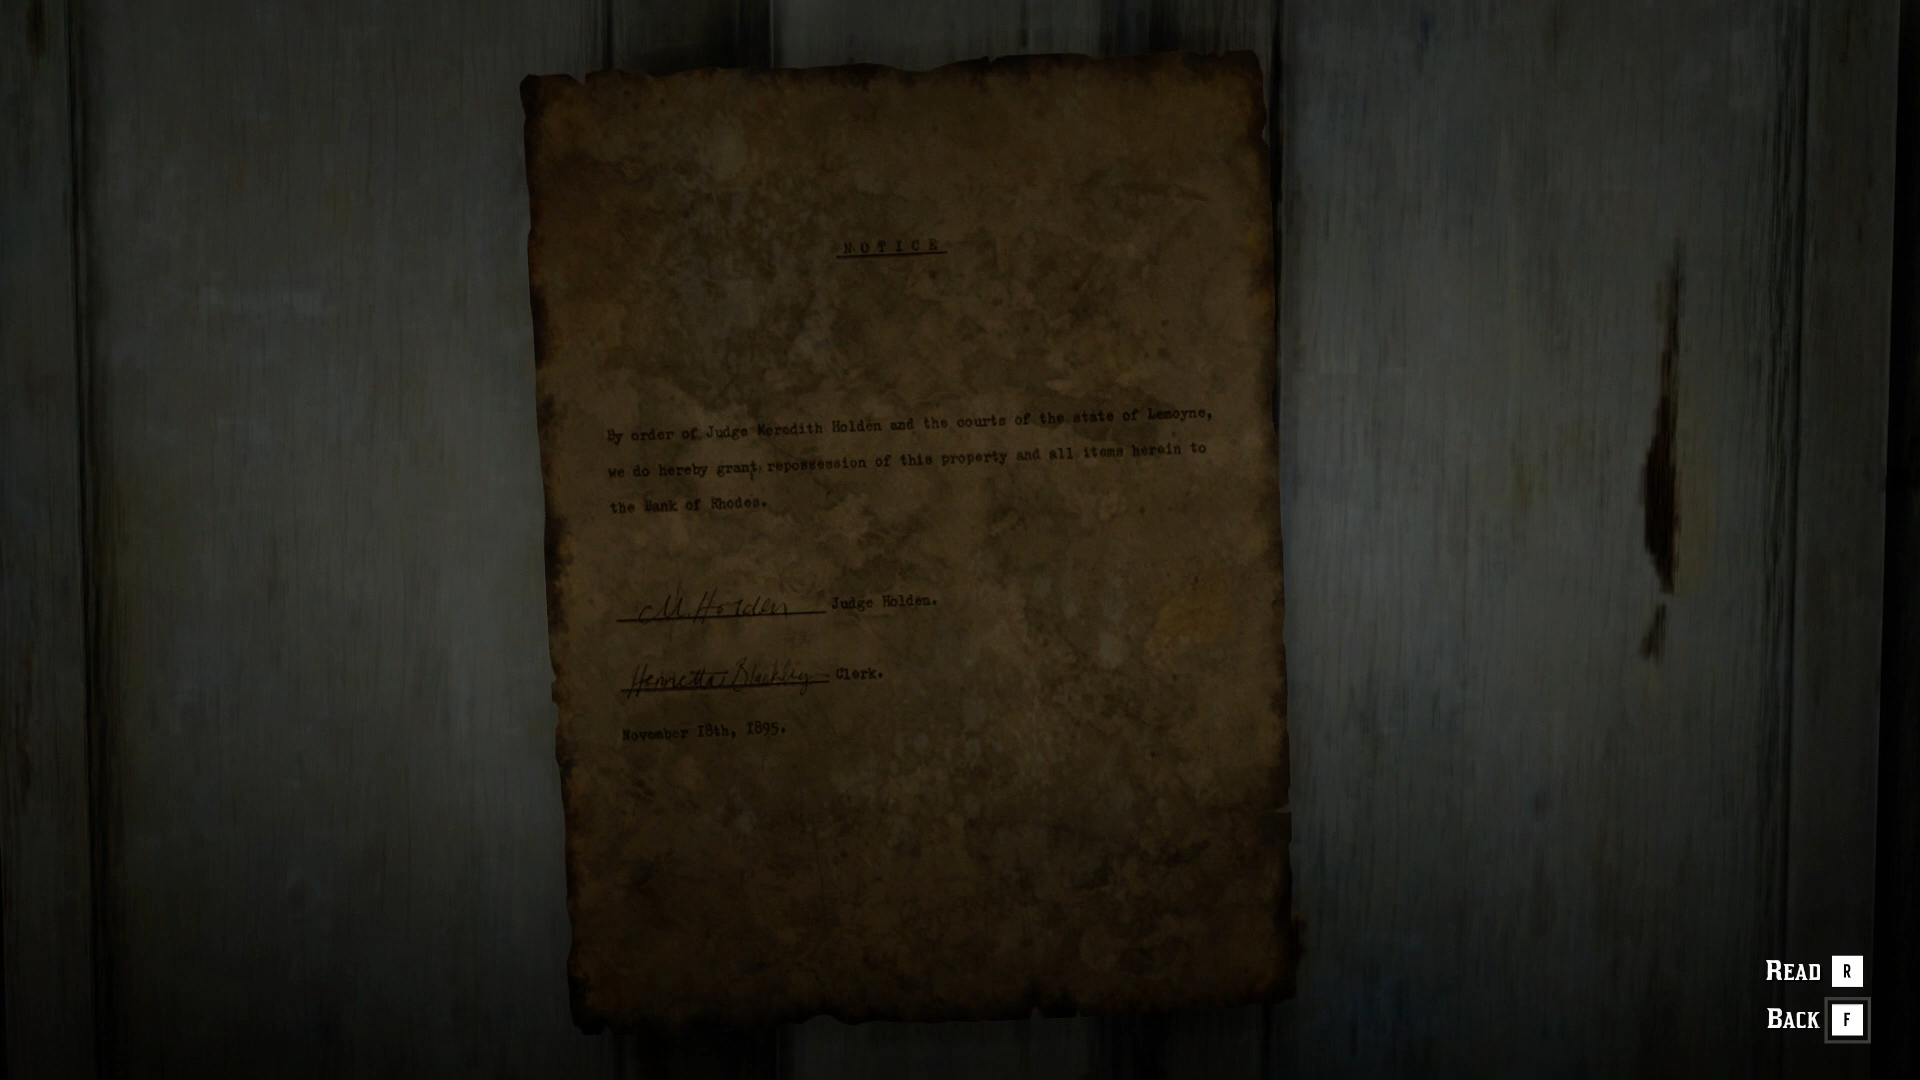 NOTICE
By order of Judge Meredith Holden and the courts of the state of Lemoyne,
we do hereby grant repossession of this property and all items herein to
the Bank of Rhodes.
M. Holden Judge Holden.
Henrietta Clerk.
November 18th, 1895.
READ R
BACK F